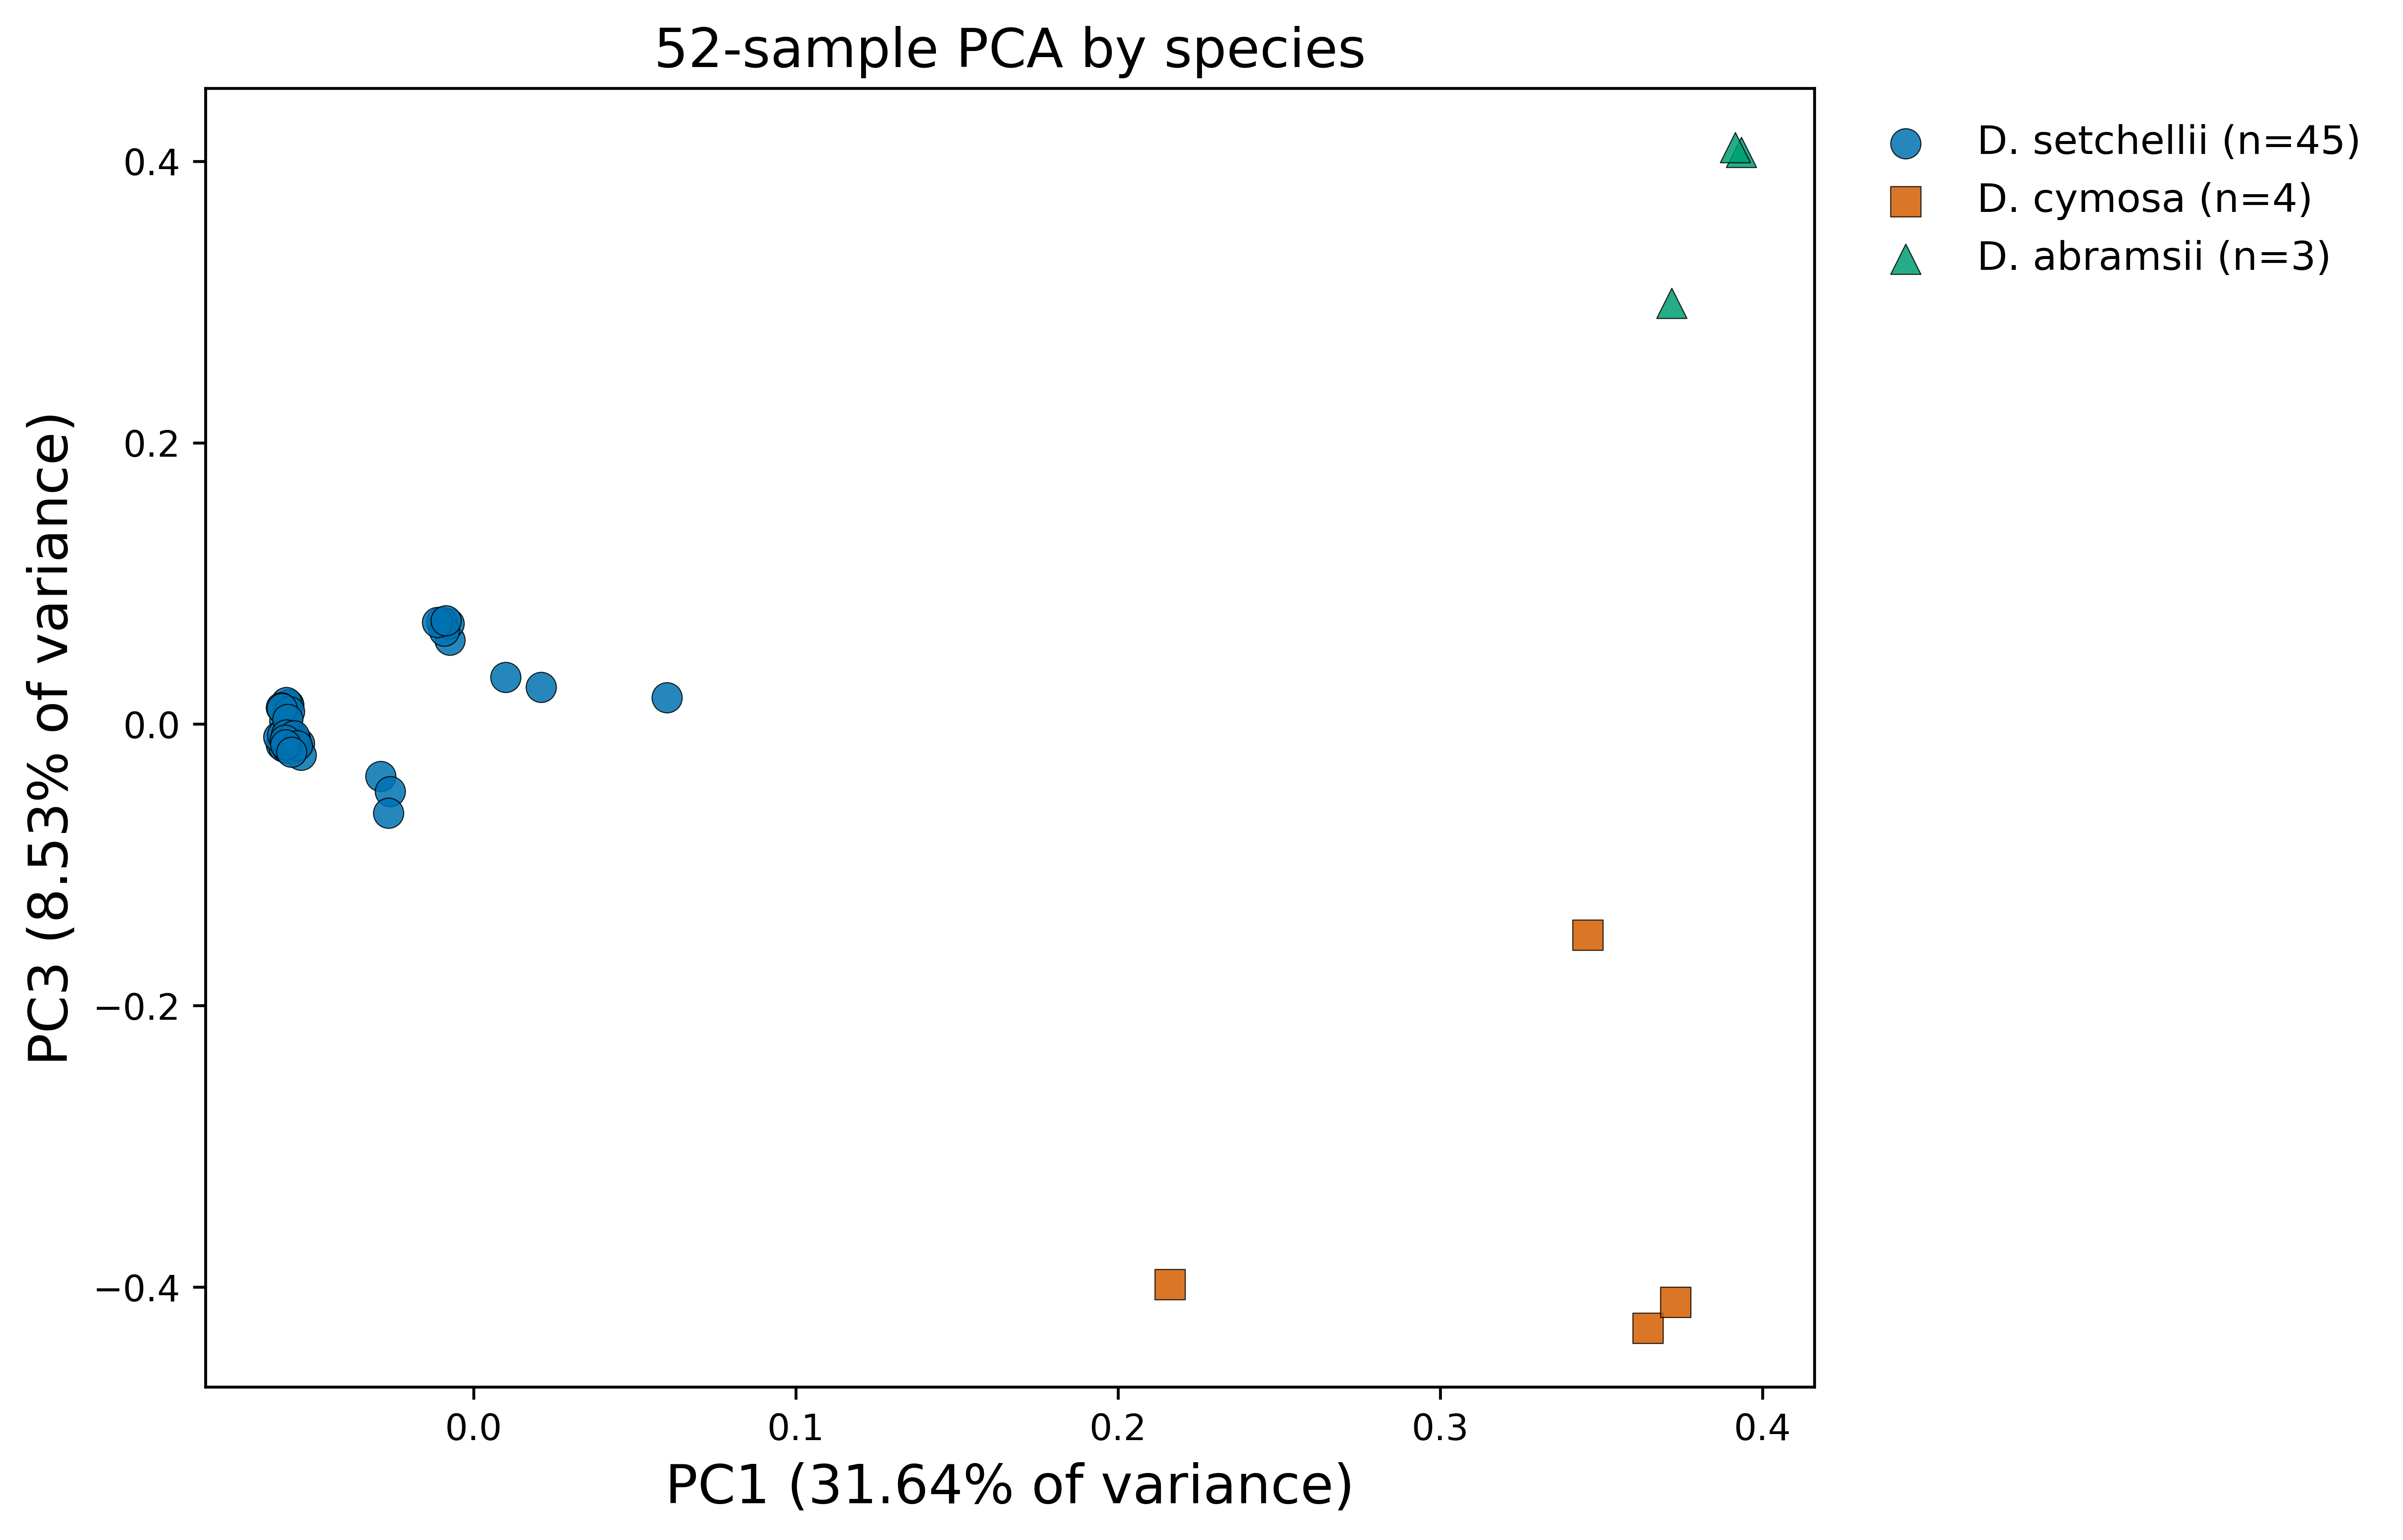 52-sample PCA by species
D. setchellii (n=45)
D. cymosa (n=4)
D. abramsii (n=3)
PC3 (8.53% of variance)
0.4
0.2
0.0
−0.2
−0.4
0.0
0.1
0.2
0.3
0.4
PC1 (31.64% of variance)